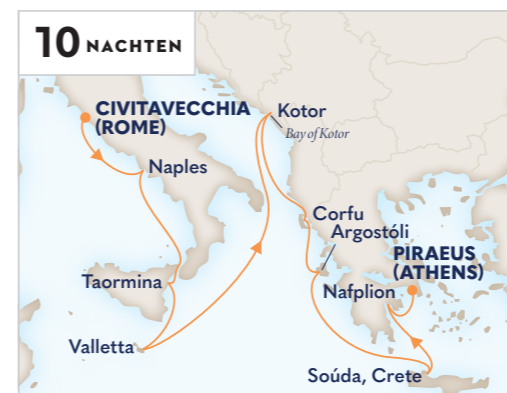 10 NACHTEN
CIVITAVECCHIA
(ROME)
Kotor
Bay of Kotor
Naples
Corfu
Argostóli
PIRAEUS
(ATHENS)
Taormina
Nafplion
Valletta
Soúda, Crete